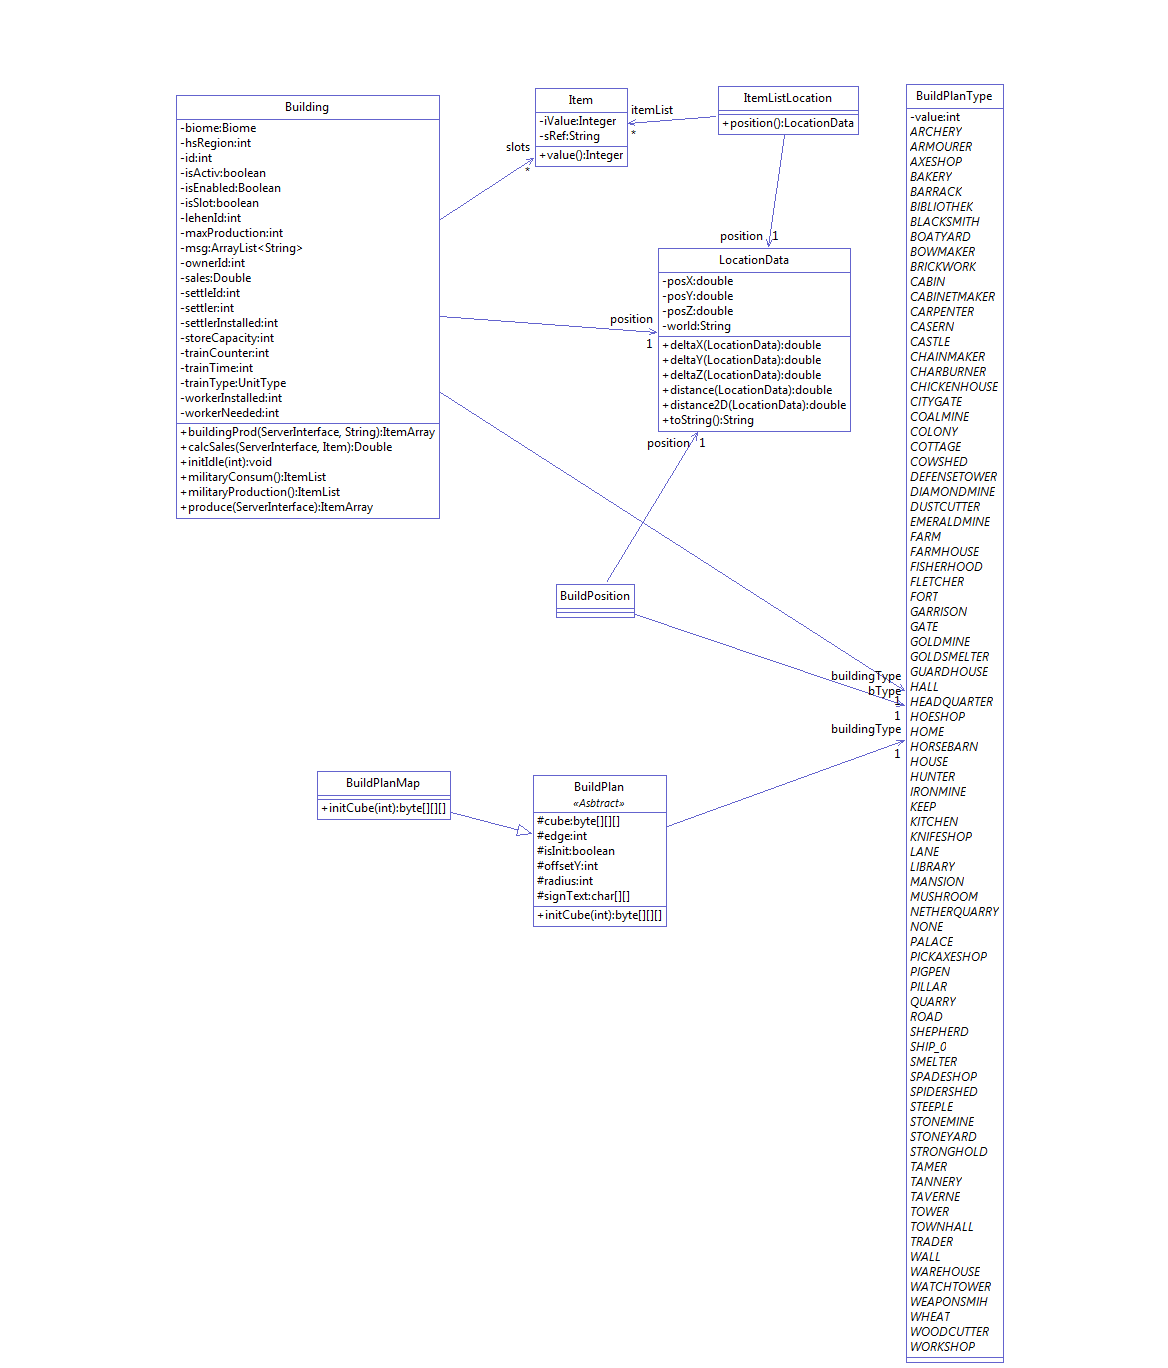 Building
-biome:Biome
-hsRegion:int
-id:int
-isActiv:boolean
-isEnabled:Boolean
-isSlot:boolean
-lehenId:int
-maxProduction:int
-msg:ArrayList<String>
-ownerId:int
-sales:Double
-settleId:int
-settler:int
-settlerInstalled:int
-storeCapacity:int
-trainCounter:int
-trainTime:int
-trainType:UnitType
-workerInstalled:int
-workerNeeded:int
+buildingProd(ServerInterface, String):ItemArray
+calcSales(ServerInterface, Item):Double
+initIdle(int):void
+militaryConsum():ItemList
+militaryProduction():ItemList
+produce(ServerInterface):ItemArray
slots
*
Item
-iValue:Integer
-sRef:String
+value():Integer
itemList
*
ItemListLocation
+position():LocationData
position 1
LocationData
-posX:double
-posY:double
-posZ:double
-world:String
+deltaX(LocationData):double
+deltaY(LocationData):double
+deltaZ(LocationData):double
+distance(LocationData):double
+distance2D(LocationData):double
+toString():String
position
1
position 1
BuildPosition
buildingType
bType
1
1
buildingType
1
BuildPlanMap
+initCube(int):byte[][][]
BuildPlan
«Asbtract»
#cube:byte[][][]
#edge:int
#isInit:boolean
#offsetY:int
#radius:int
#signText:char[][]
+initCube(int):byte[][][]
BuildPlanType
-value:int
ARCHERY
ARMOURER
AXESHOP
BAKERY
BARRACK
BIBLIOTHEK
BLACKSMITH
BOATYARD
BOWMAKER
BRICKWORK
CABIN
CABINETMAKER
CARPENTER
CASERN
CASTLE
CHAINMAKER
CHARBURNER
CHICKENHOUSE
CITYGATE
COALMINE
COLONY
COTTAGE
COWSHED
DEFENSETOWER
DIAMONDMINE
DUSTCUTTER
EMERALDMINE
FARM
FARMHOUSE
FISHERHOOD
FLETCHER
FORT
GARRISON
GATE
GOLDMINE
GOLDSMELTER
GUARDHOUSE
HALL
HEADQUARTER
HOESHOP
HOME
HORSEBARN
HOUSE
HUNTER
IRONMINE
KEEP
KITCHEN
KNIFESHOP
LANE
LIBRARY
MANSION
MUSHROOM
NETHERQUARRY
NONE
PALACE
PICKAXESHOP
PIGPEN
PILLAR
QUARRY
ROAD
SHEPHERD
SHIP_0
SMELTER
SPADESHOP
SPIDERSHED
STEEPLE
STONEMINE
STONEYARD
STRONGHOLD
TAMER
TANNERY
TAVERNE
TOWER
TOWNHALL
TRADER
WALL
WAREHOUSE
WATCHTOWER
WEAPONSMIH
WHEAT
WOODCUTTER
WORKSHOP